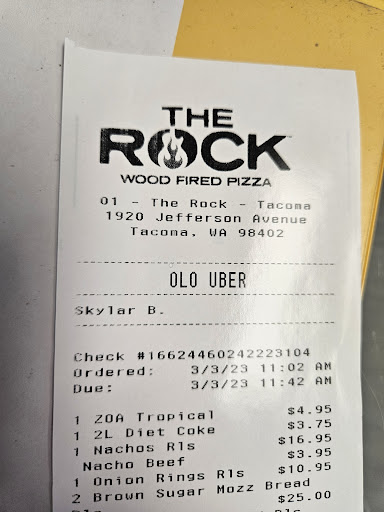 THE
ROCK
WOOD FIRED PIZZA
01 - The Rock - Tacoma
1920 Jefferson Avenue
Tacoma, WA 98402
OLO UBER
Skylar B.
Check #16624460242223104
Ordered: 3/3/23 11:02 AM
Due: 3/3/23 11:42 AM
1 ZOA Tropical $4.95
1 2L Diet Coke $3.75
1 Nachos Rls $16.95
Nacho Beef $3.95
1 Onion Rings Rls $10.95
2 Brown Sugar Mozz Bread
Rls $25.00